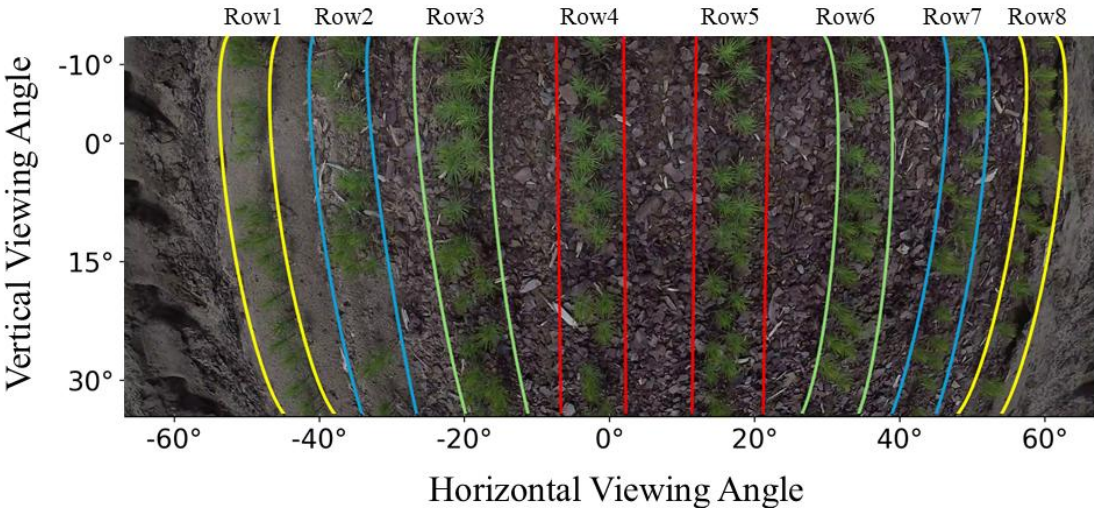 Row1 Row2 Row3 Row4 Row5 Row6 Row7 Row8
-10°
0°
15°
30°
Vertical Viewing Angle
-60° -40° -20° 0° 20° 40° 60°
Horizontal Viewing Angle